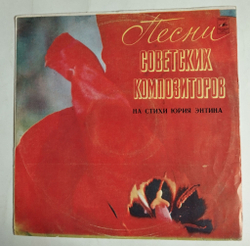 Песни
СОВЕТСКИХ
КОМПОЗИТОРОВ
НА СТИХИ ЮРИЯ ЭНТИНА